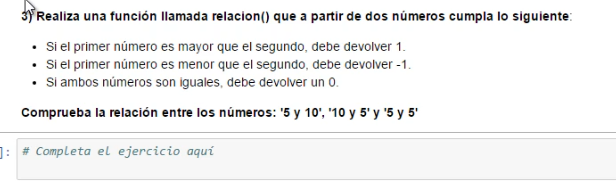 3) Realiza una función llamada relacion() que a partir de dos números cumpla lo siguiente:
• Si el primer número es mayor que el segundo, debe devolver 1.
• Si el primer número es menor que el segundo, debe devolver -1.
• Si ambos números son iguales, debe devolver un 0.
Comprueba la relación entre los números: '5 y 10', '10 y 5' y '5 y 5'
]: # Completa el ejercicio aquí